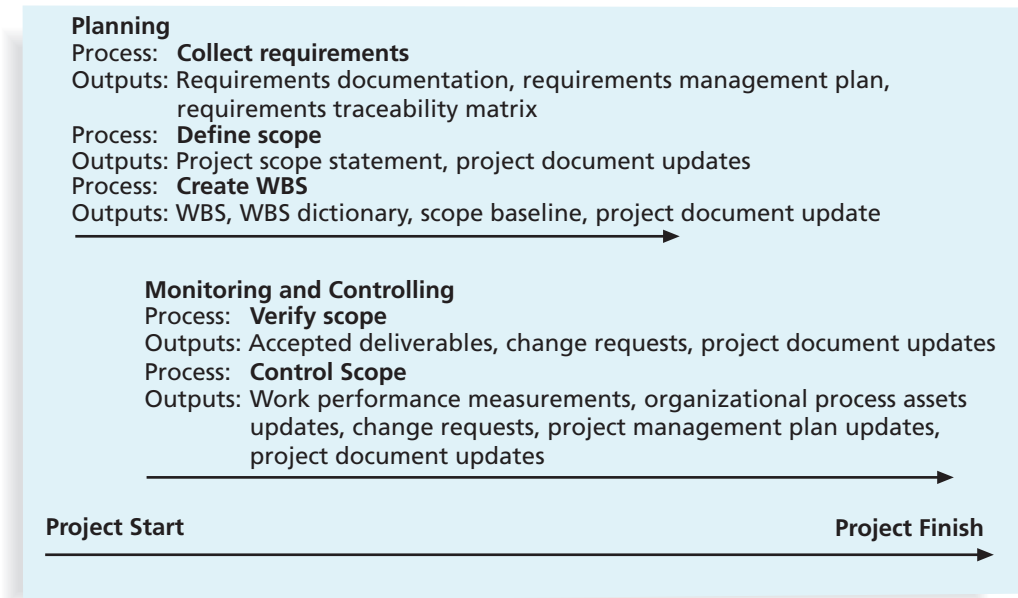 Planning
Process: Collect requirements
Outputs: Requirements documentation, requirements management plan,
requirements traceability matrix
Process: Define scope
Outputs: Project scope statement, project document updates
Process: Create WBS
Outputs: WBS, WBS dictionary, scope baseline, project document update
Monitoring and Controlling
Process: Verify scope
Outputs: Accepted deliverables, change requests, project document updates
Process: Control Scope
Outputs: Work performance measurements, organizational process assets
updates, change requests, project management plan updates,
project document updates
Project Start Project Finish